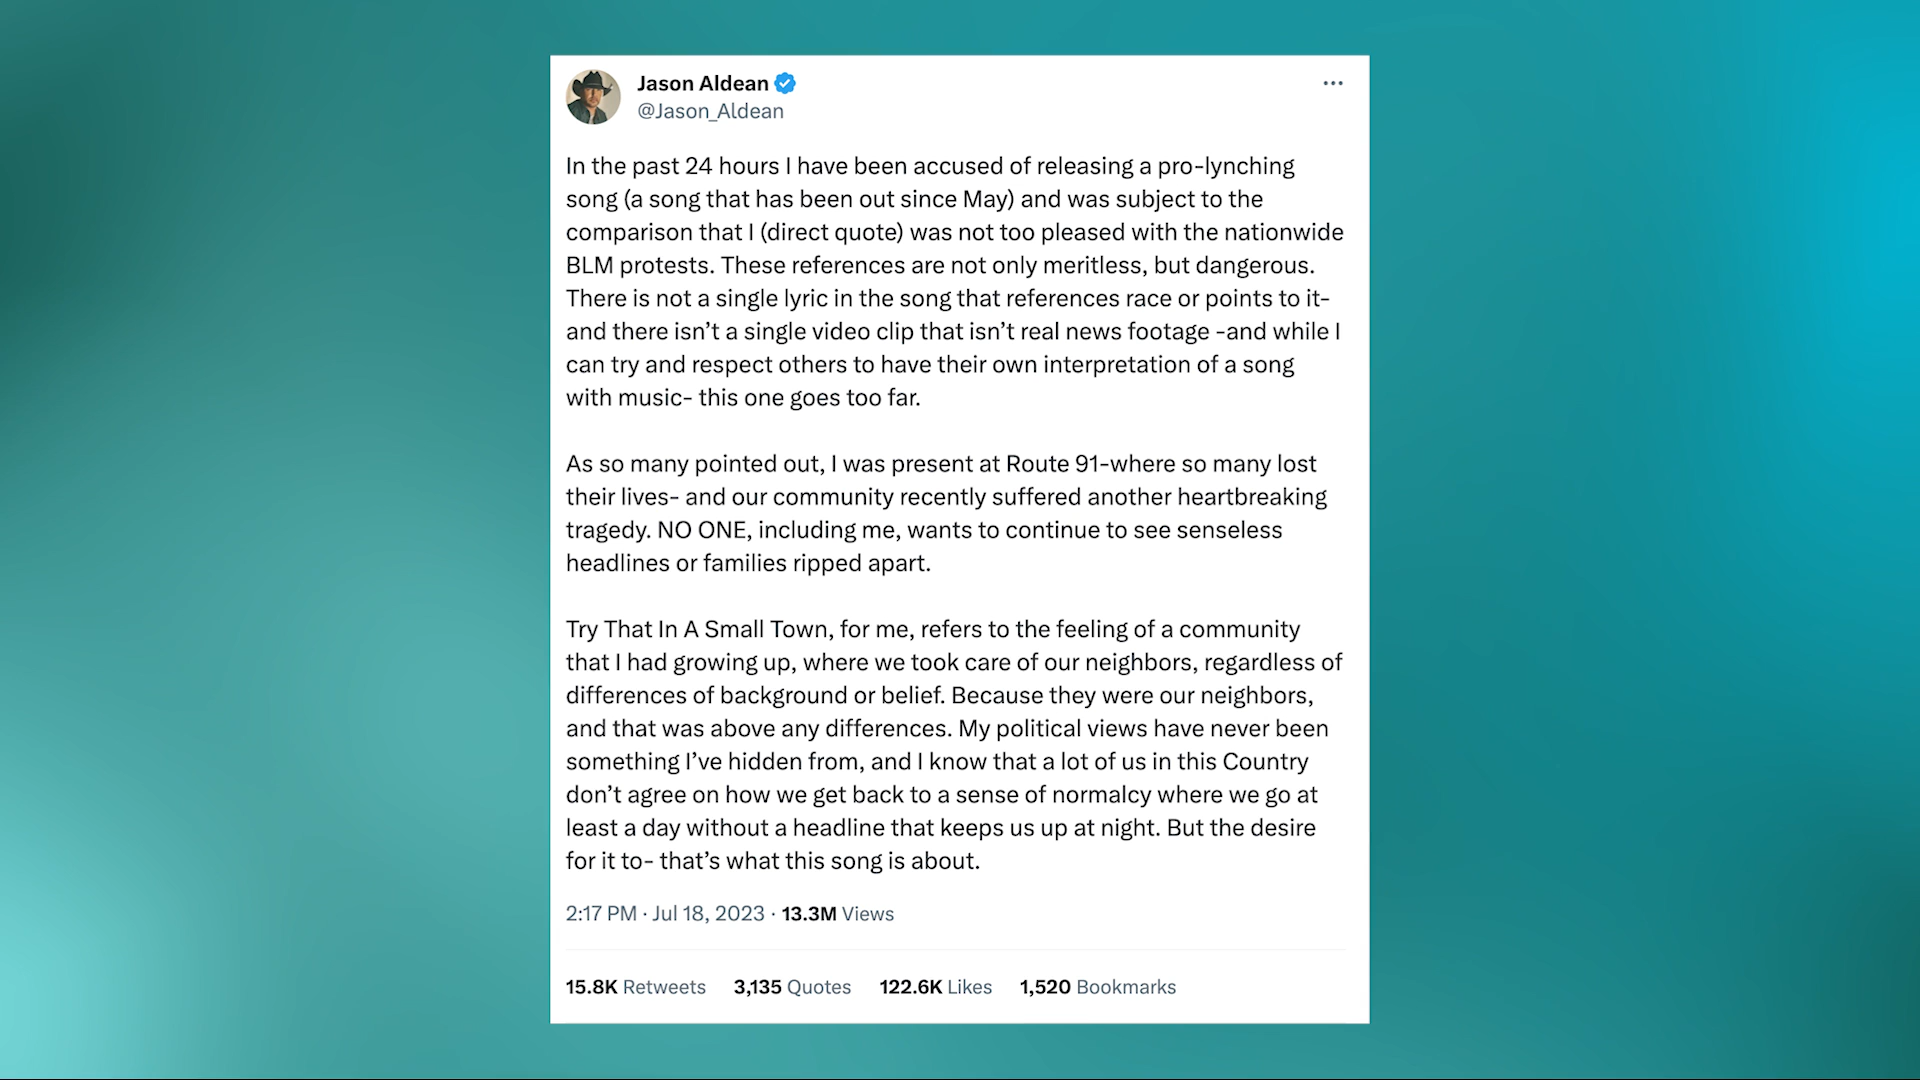 Jason Aldean
@Jason_Aldean
In the past 24 hours I have been accused of releasing a pro-lynching
song (a song that has been out since May) and was subject to the
comparison that I (direct quote) was not too pleased with the nationwide
BLM protests. These references are not only meritless, but dangerous.
There is not a single lyric in the song that references race or points to it-
and there isn’t a single video clip that isn’t real news footage -and while I
can try and respect others to have their own interpretation of a song
with music- this one goes too far.
As so many pointed out, I was present at Route 91-where so many lost
their lives- and our community recently suffered another heartbreaking
tragedy. NO ONE, including me, wants to continue to see senseless
headlines or families ripped apart.
Try That In A Small Town, for me, refers to the feeling of a community
that I had growing up, where we took care of our neighbors, regardless of
differences of background or belief. Because they were our neighbors,
and that was above any differences. My political views have never been
something I’ve hidden from, and I know that a lot of us in this Country
don’t agree on how we get back to a sense of normalcy where we go at
least a day without a headline that keeps us up at night. But the desire
for it to- that’s what this song is about.
2:17 PM · Jul 18, 2023 · 13.3M Views
15.8K Retweets 3,135 Quotes 122.6K Likes 1,520 Bookmarks